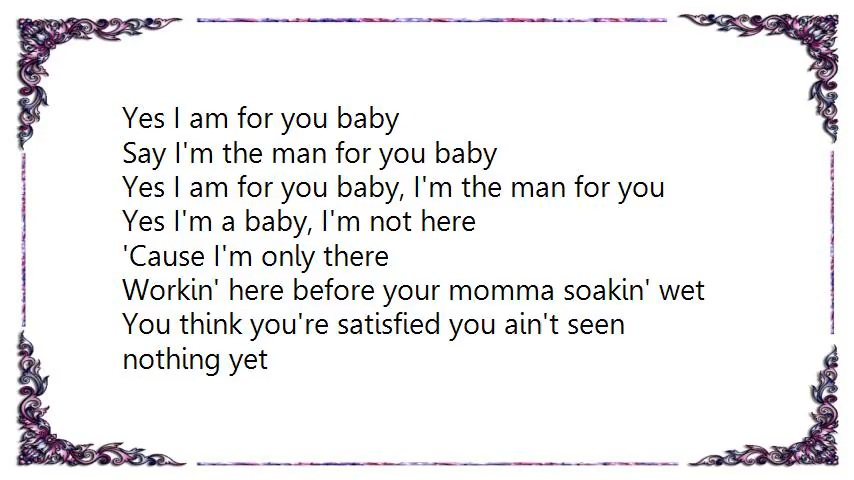 Yes I am for you baby
Say I'm the man for you baby
Yes I am for you baby, I'm the man for you
Yes I'm a baby, I'm not here
'Cause I'm only there
Workin' here before your momma soakin' wet
You think you're satisfied you ain't seen
nothing yet